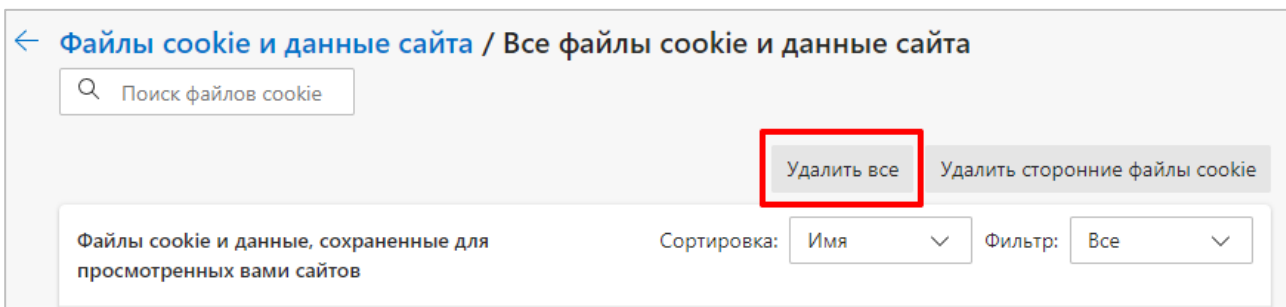 Файлы cookie и данные сайта / Все файлы cookie и данные сайта
Поиск файлов cookie
Удалить все Удалить сторонние файлы cookie
Файлы cookie и данные, сохраненные для
просмотренных вами сайтов
Сортировка: Имя Фильтр: Все